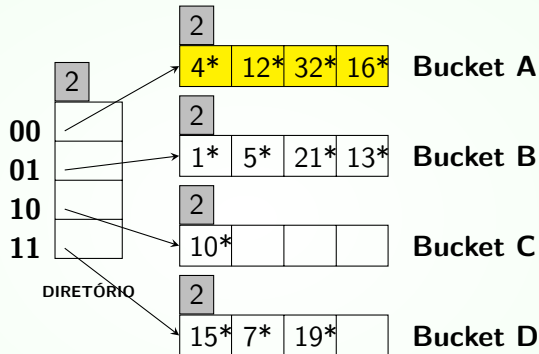 2
4* 12* 32* 16* Bucket A
2
00
2
1* 5* 21* 13* Bucket B
01
10
2
10* Bucket C
11
DIRETÓRIO
2
15* 7* 19* Bucket D